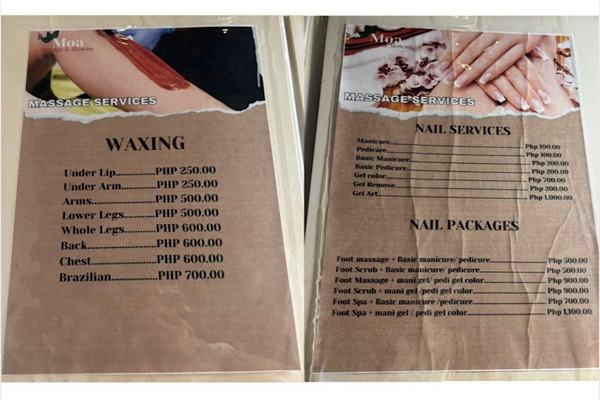 Moa
& Skincare
MASSAGE SERVICES
WAXING
Under Lip...............PHP 250.00
Under Arm...............PHP 250.00
Arms....................PHP 500.00
Lower Legs..............PHP 500.00
Whole Legs..............PHP 600.00
Back....................PHP 600.00
Chest...................PHP 600.00
Brazilian...............PHP 700.00
Moa
& Skincare
MASSAGE SERVICES
NAIL SERVICES
Manicare................Php 100.00
Pedicare................Php 100.00
Basic Manicure..........Php 200.00
Basic Pedicure..........Php 200.00
Gel color...............Php 700.00
Gel Remove..............Php 200.00
Gel Art.................Php 1,000.00
NAIL PACKAGES
Foot massage + Basic manicure/ pedicure................Php 500.00
Foot Scrub + Basic manicure/ pedicure................Php 500.00
Foot Massage + mani gel/ pedi gel color................Php 900.00
Foot Scrub + mani gel /pedi gel color................Php 900.00
Foot Spa + Basic manicure /pedicure................Php 700.00
Foot Spa + mani gel / pedi gel color................Php 1,100.00